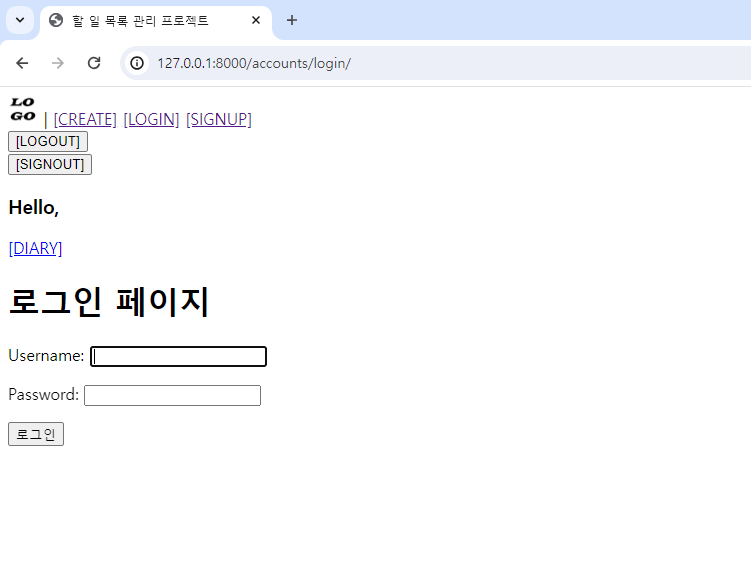 할 일 목록 관리 프로젝트
127.0.0.1:8000/accounts/login/
LO
GO | [CREATE] [LOGIN] [SIGNUP]
[LOGOUT]
[SIGNOUT]
Hello,
[DIARY]
로그인 페이지
Username:
Password:
로그인